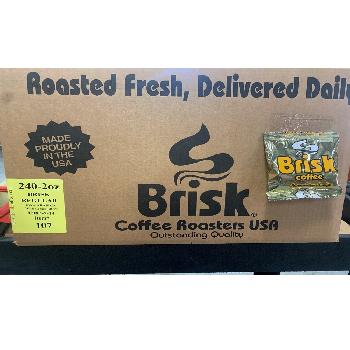 Roasted Fresh, Delivered Daily
MADE
PROUDLY
IN THE
USA
Brisk
Coffee Roasters USA
Outstanding Quality
Brisk
coffee
240-2oz
107